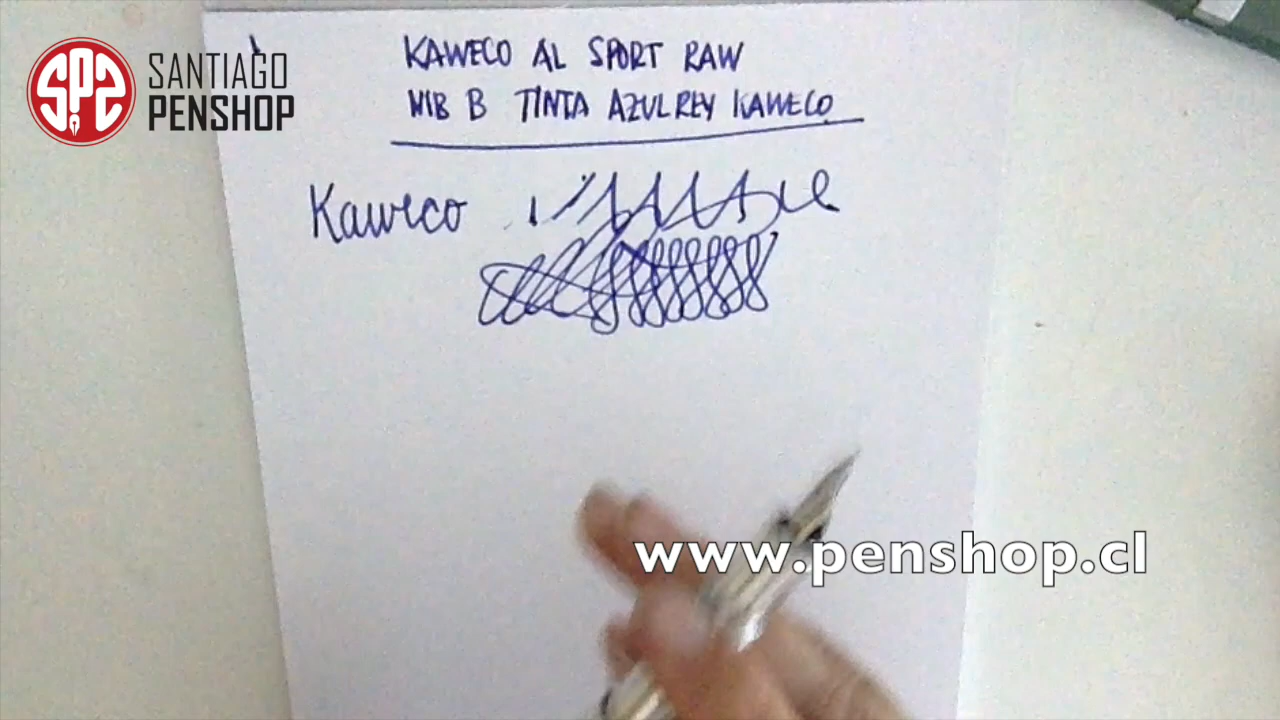 SANTIAGO
PENSHOP
KAWECO AL SPORT RAW
NIB B TINTA AZUL REY KAWECO
Kaweco
www.penshop.cl